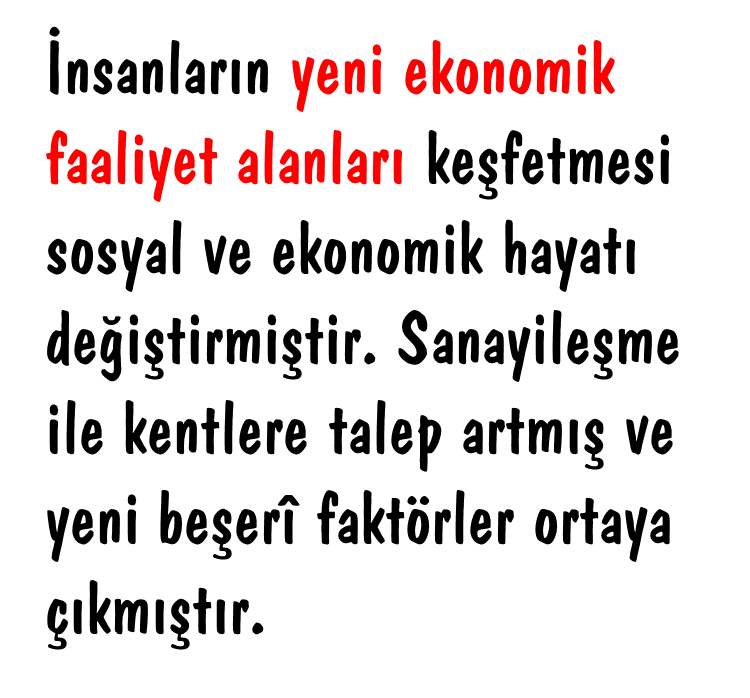 İnsanların yeni ekonomik
faaliyet alanları keşfetmesi
sosyal ve ekonomik hayatı
değiştirmiştir. Sanayileşme
ile kentlere talep artmış ve
yeni beşerî faktörler ortaya
çıkmıştır.